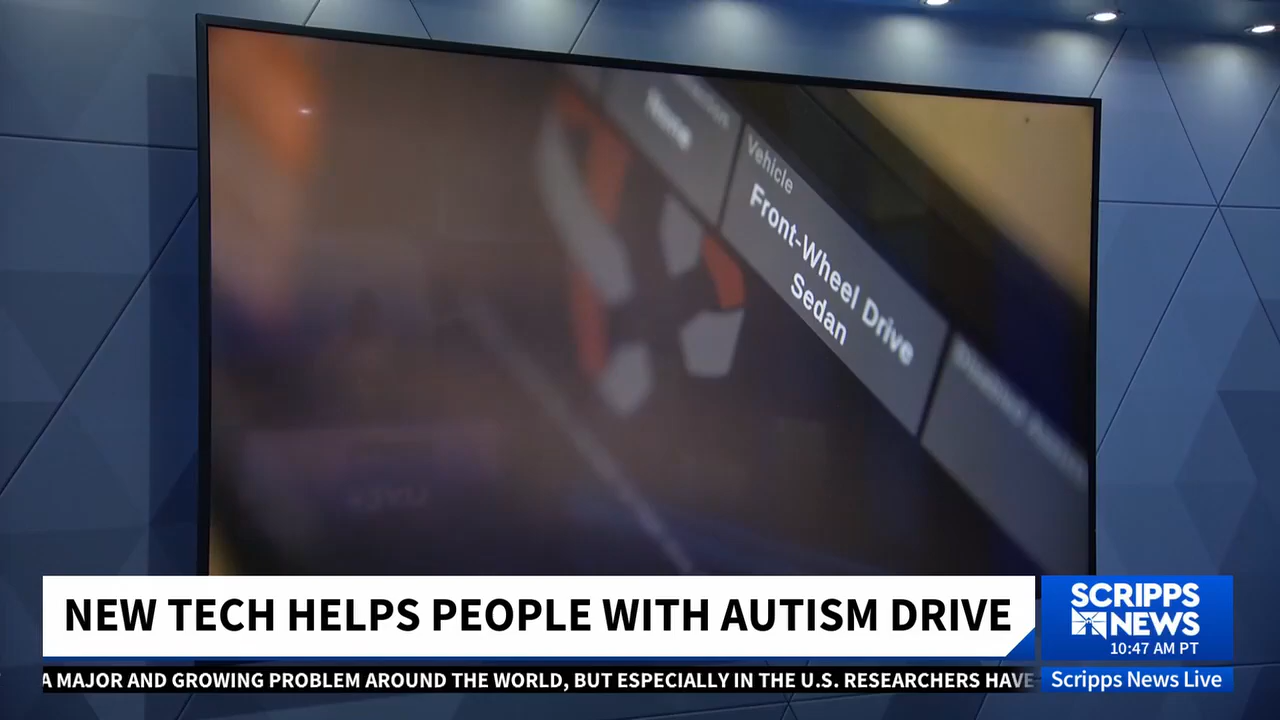 None
Vehicle
Front-Wheel Drive
Sedan
NEW TECH HELPS PEOPLE WITH AUTISM DRIVE
SCRIPPS
NEWS
10:47 AM PT
A MAJOR AND GROWING PROBLEM AROUND THE WORLD, BUT ESPECIALLY IN THE U.S. RESEARCHERS HAVE
Scripps News Live